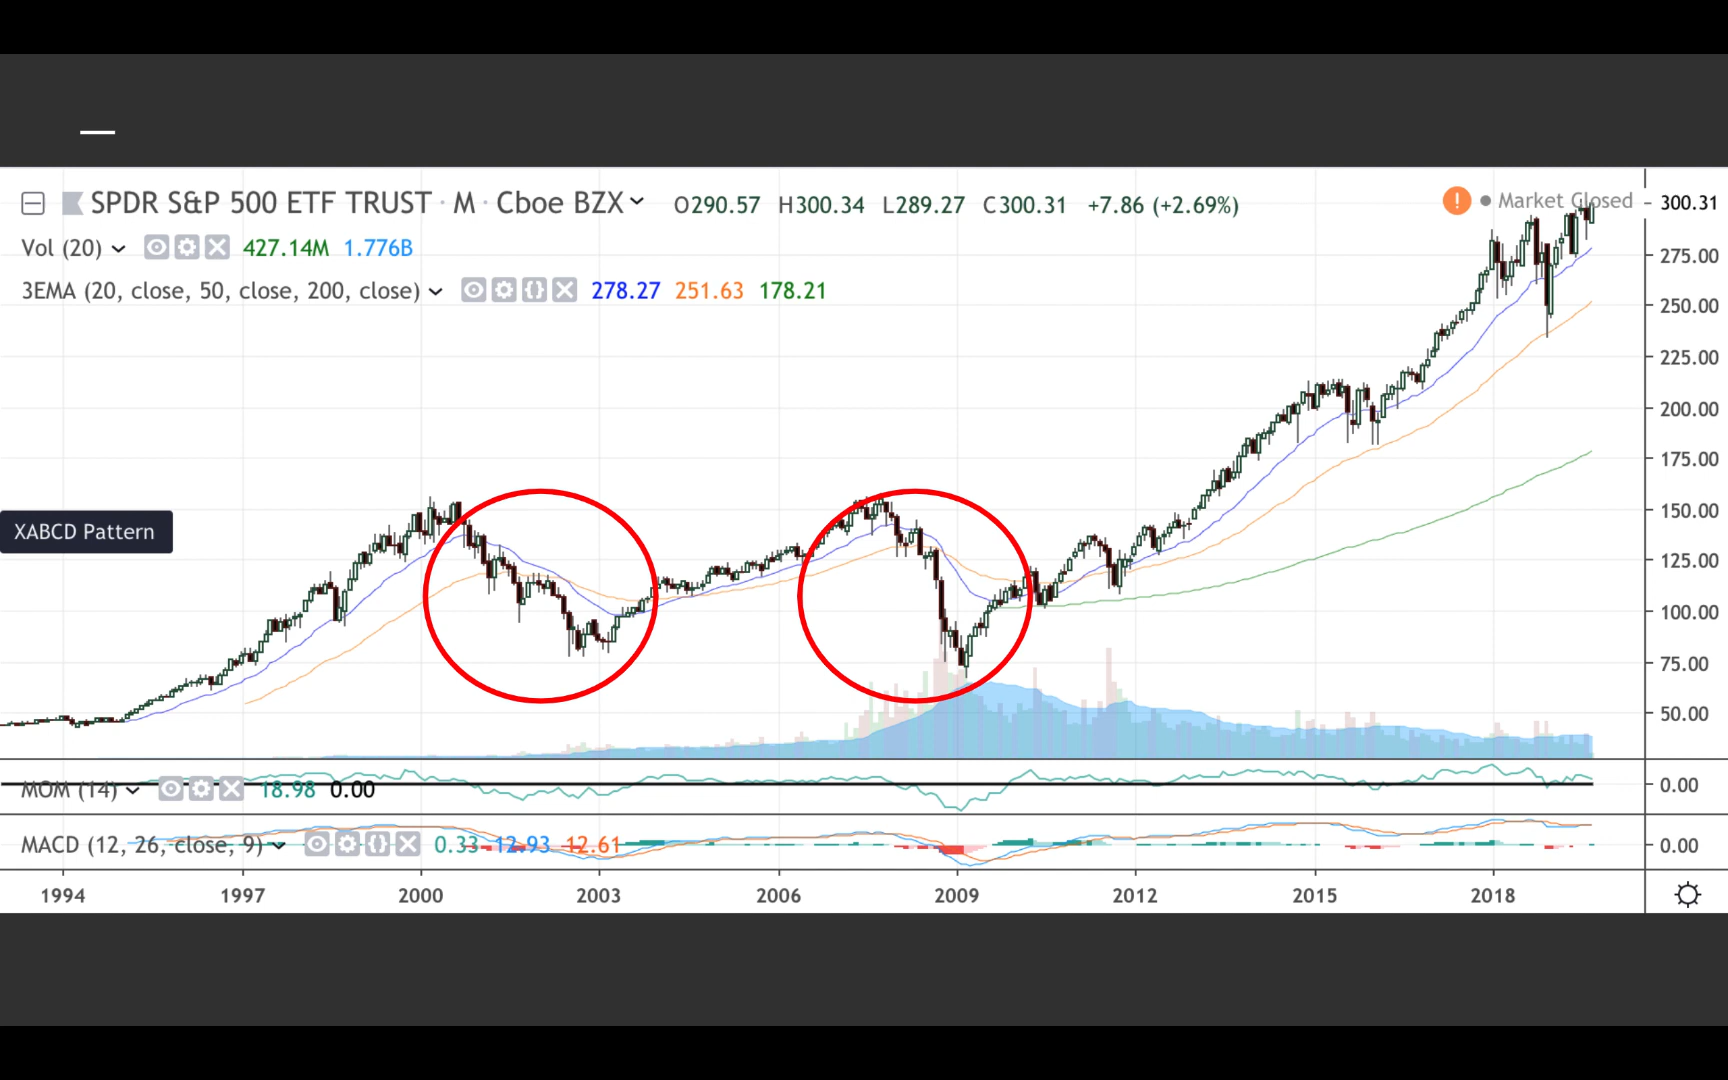 SPDR S&P 500 ETF TRUST · M · Cboe BZX O290.57 H300.34 L289.27 C300.31 +7.86 (+2.69%) ! Market Closed 300.31
Vol (20) 427.14M 1.776B
275.00
3EMA (20, close, 50, close, 200, close) {} 278.27 251.63 178.21
250.00
225.00
200.00
175.00
150.00
XABCD Pattern
125.00
100.00
75.00
50.00
MOM (14) 18.98 0.00 0.00
MACD (12, 26, close, 9) {} 0.33 12.93 12.61 0.00
1994 1997 2000 2003 2006 2009 2012 2015 2018